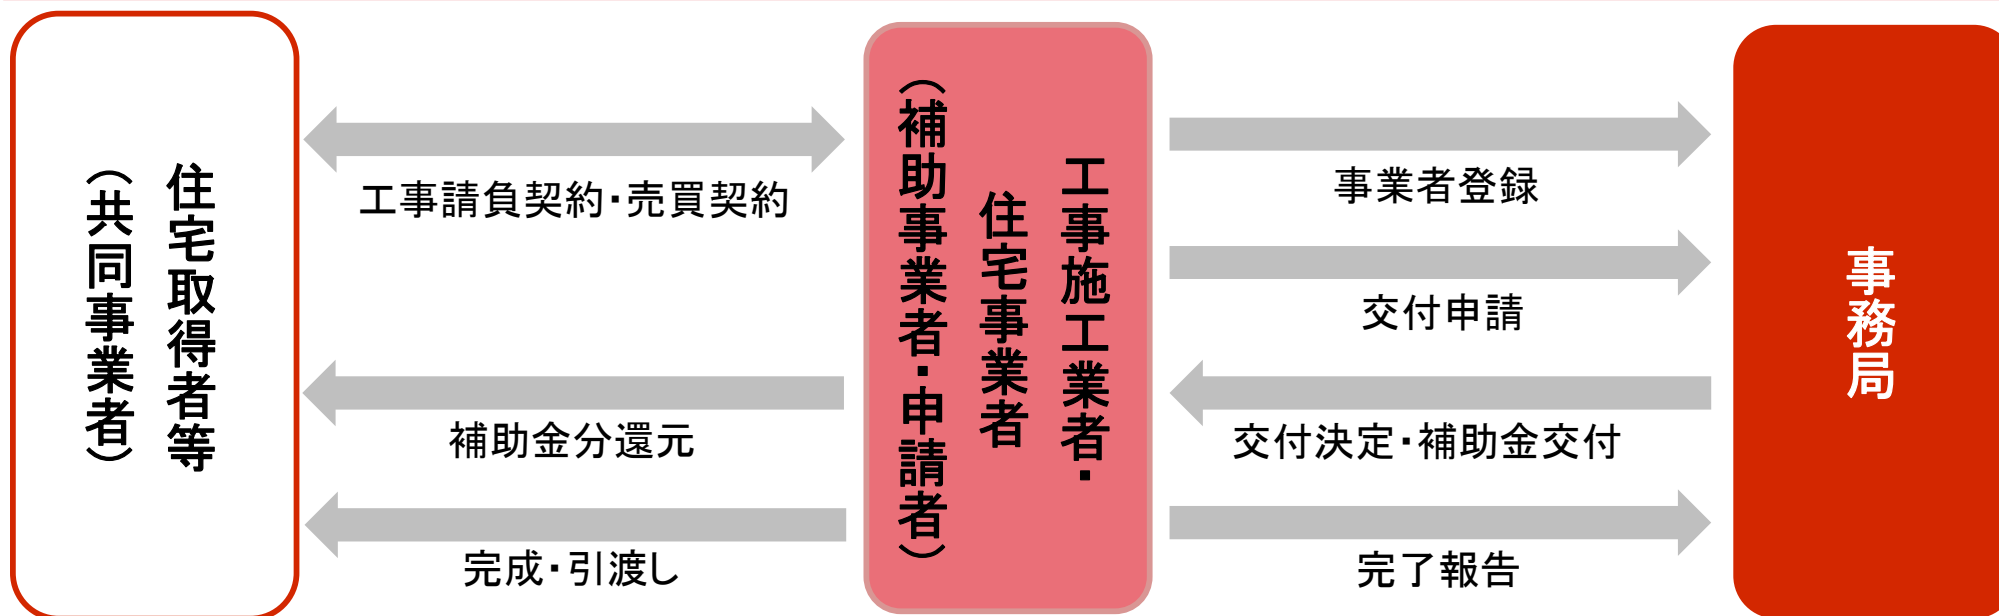 住宅取得者等
（共同事業者）
工事請負契約・売買契約
補助金分還元
完成・引渡し
工事施工業者・
住宅事業者
（補助事業者・申請者）
事業者登録
交付申請
交付決定・補助金交付
完了報告
事務局